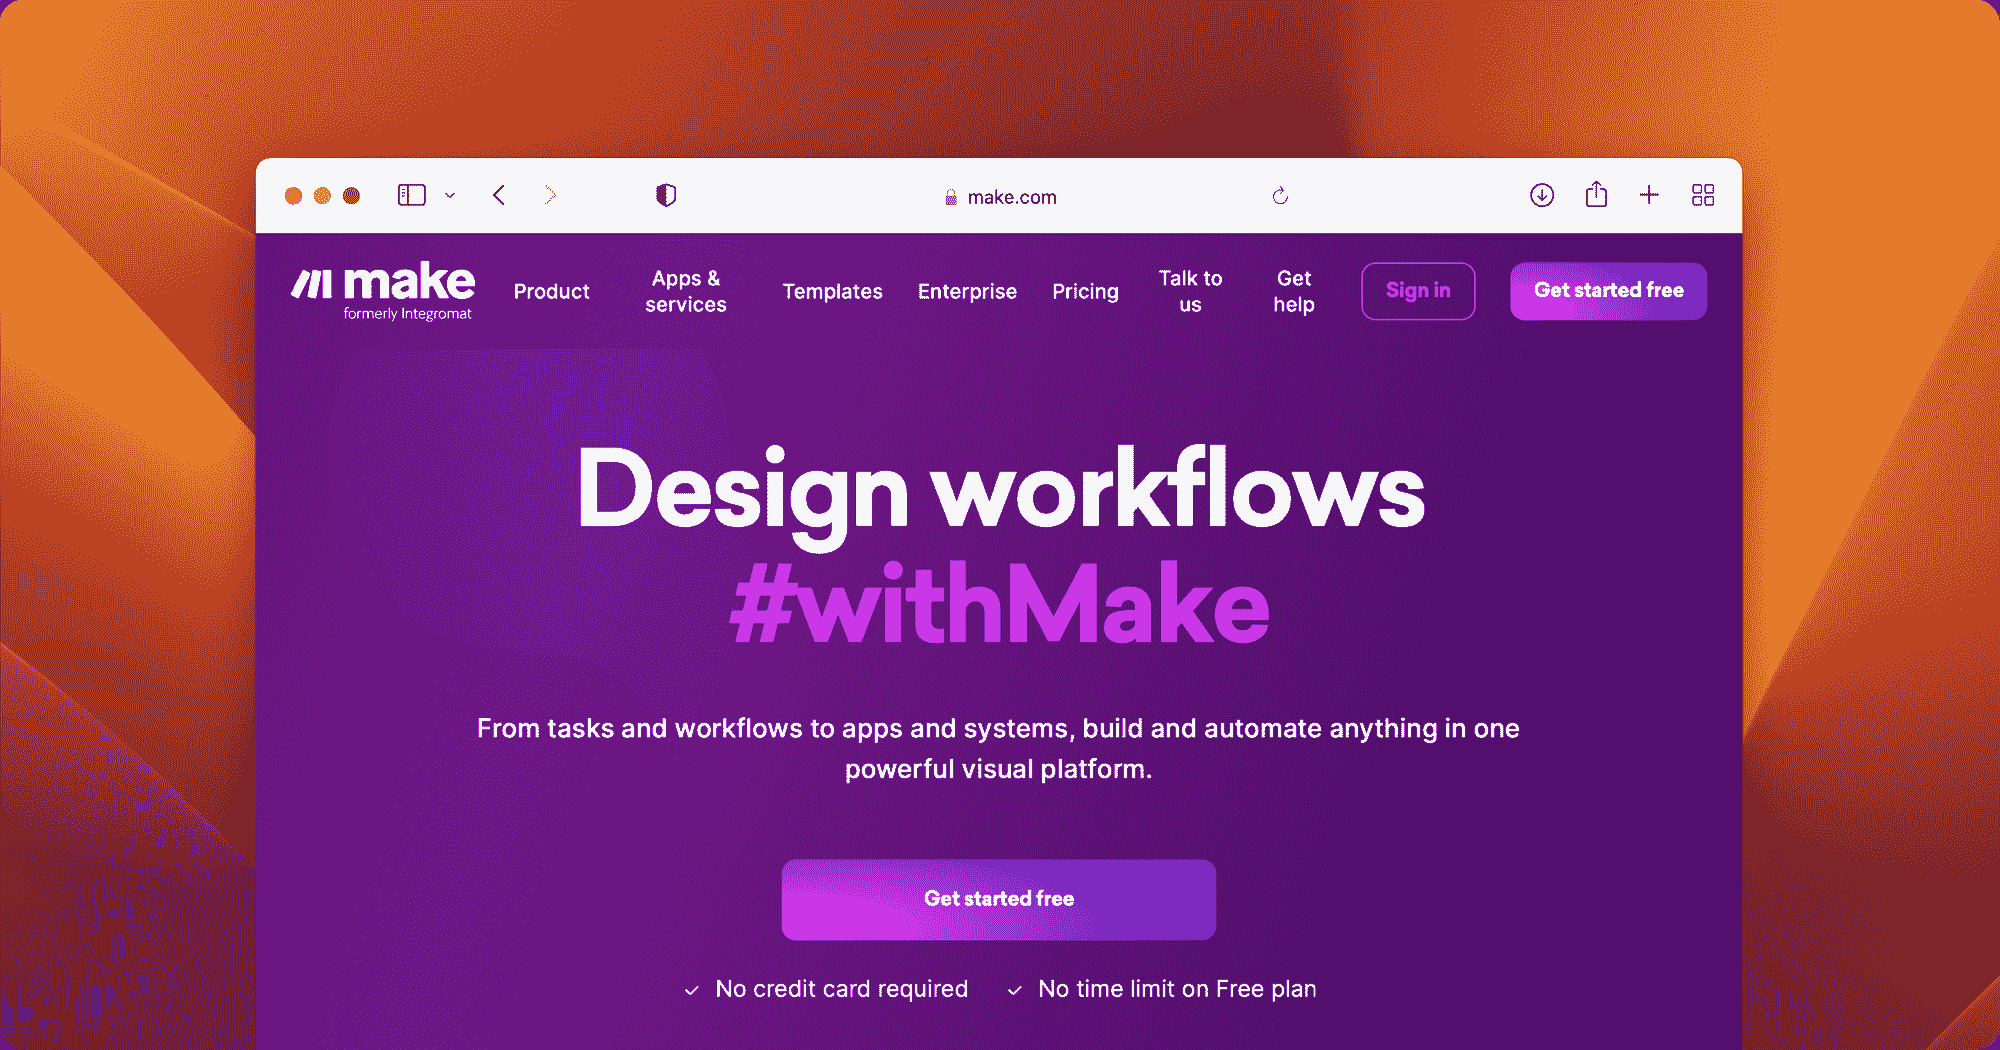 make.com
make
formerly Integromat
Product
Apps &
services
Templates
Enterprise
Pricing
Talk to
us
Get
help
Sign in
Get started free
Design workflows
#withMake
From tasks and workflows to apps and systems, build and automate anything in one
powerful visual platform.
Get started free
No credit card required
No time limit on Free plan